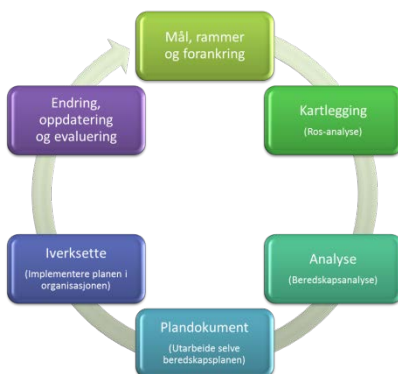 Mål, rammer
og forankring
Kartlegging
(Ros-analyse)
Analyse
(Beredskapsanalyse)
Plandokument
(Utarbeide selve
beredskapsplanen)
Iverksette
(Implementere planen i
organisasjonen)
Endring,
oppdatering
og evaluering